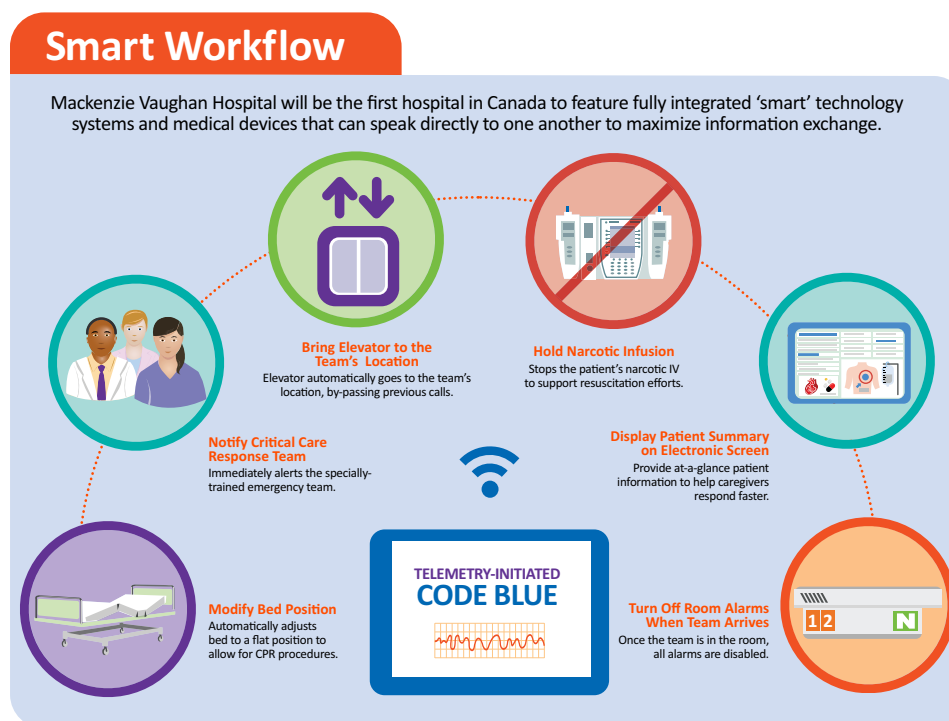 Smart Workflow
Mackenzie Vaughan Hospital will be the first hospital in Canada to feature fully integrated ‘smart’ technology
systems and medical devices that can speak directly to one another to maximize information exchange.
Bring Elevator to the
Team’s Location
Elevator automatically goes to the team’s
location, by-passing previous calls.
Hold Narcotic Infusion
Stops the patient’s narcotic IV
to support resuscitation efforts.
Notify Critical Care
Response Team
Immediately alerts the specially-
trained emergency team.
Display Patient Summary
on Electronic Screen
Provide at-a-glance patient
information to help caregivers
respond faster.
Modify Bed Position
Automatically adjusts
bed to a flat position to
allow for CPR procedures.
TELEMETRY-INITIATED
CODE BLUE
Turn Off Room Alarms
When Team Arrives
Once the team is in the room,
all alarms are disabled.
12 N